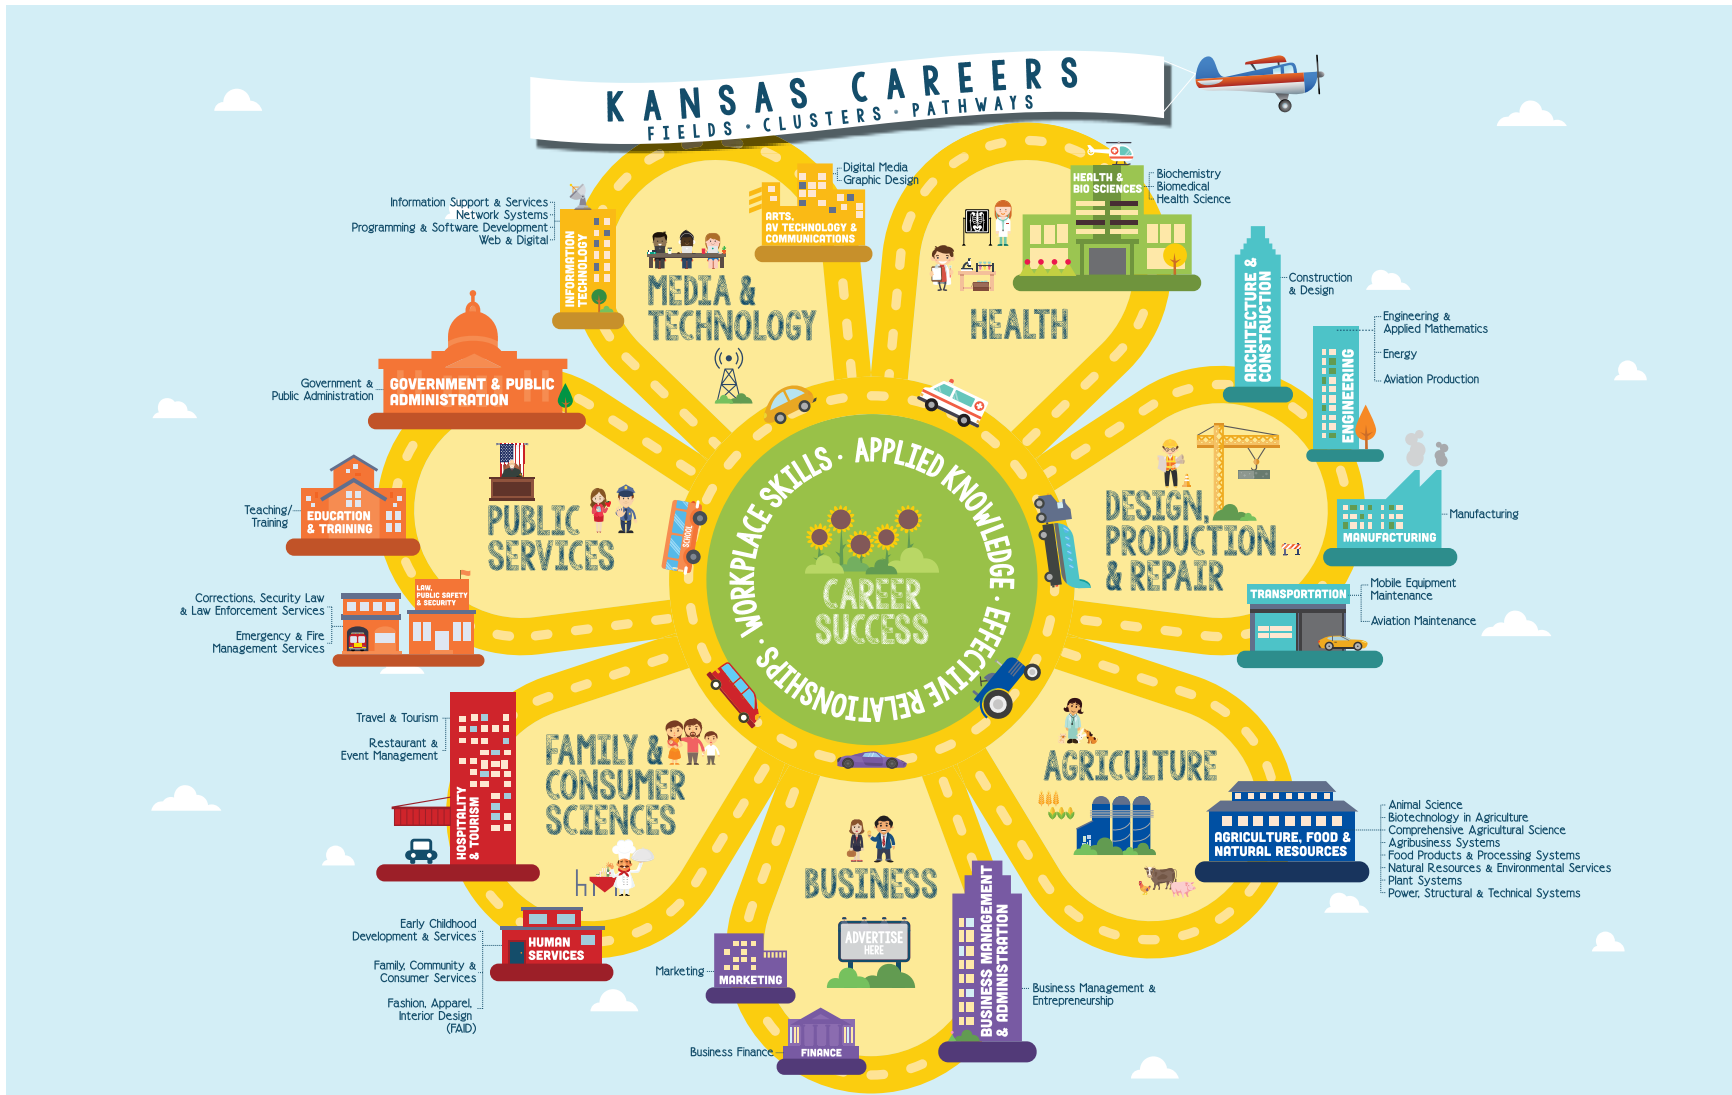 KANSAS CAREERS
FIELDS • CLUSTERS • PATHWAYS
Digital Media
Graphic Design
ARTS,
AV TECHNOLOGY &
COMMUNICATIONS
Information Support & Services
Network Systems
Programming & Software Development
Web & Digital
INFORMATION
TECHNOLOGY
MEDIA &
TECHNOLOGY
HEALTH &
BIO SCIENCES
Biochemistry
Biomedical
Health Science
HEALTH
ARCHITECTURE &
CONSTRUCTION
Construction
& Design
ENGINEERING
Engineering &
Applied Mathematics
Energy
Aviation Production
MANUFACTURING
Manufacturing
TRANSPORTATION
Mobile Equipment
Maintenance
Aviation Maintenance
DESIGN,
PRODUCTION
& REPAIR
Government &
Public Administration
GOVERNMENT & PUBLIC
ADMINISTRATION
Teaching/
Training
EDUCATION
& TRAINING
Corrections, Security Law
& Law Enforcement Services
Emergency & Fire
Management Services
LAW,
PUBLIC SAFETY
& SECURITY
PUBLIC
SERVICES
SCHOOL
WORKPLACE SKILLS • APPLIED KNOWLEDGE • EFFECTIVE RELATIONSHIPS •
CAREER
SUCCESS
Travel & Tourism
Restaurant &
Event Management
HOSPITALITY
& TOURISM
FAMILY &
CONSUMER
SCIENCES
Early Childhood
Development & Services
Family, Community &
Consumer Services
Fashion, Apparel,
Interior Design
(FAID)
HUMAN
SERVICES
BUSINESS
ADVERTISE
HERE
Marketing
MARKETING
Business Finance
FINANCE
BUSINESS MANAGEMENT
& ADMINISTRATION
Business Management &
Entrepreneurship
AGRICULTURE
AGRICULTURE, FOOD &
NATURAL RESOURCES
Animal Science
Biotechnology in Agriculture
Comprehensive Agricultural Science
Agribusiness Systems
Food Products & Processing Systems
Natural Resources & Environmental Services
Plant Systems
Power, Structural & Technical Systems